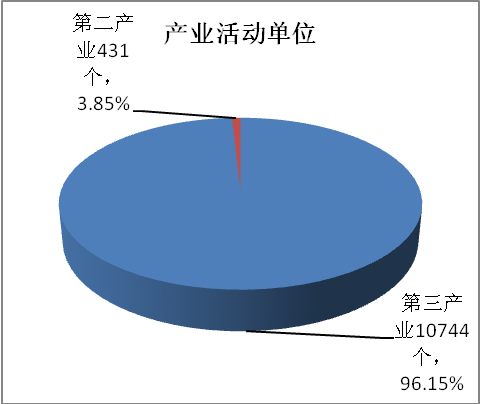 产业活动单位
第二产
业431
个，
3.85%
第三产
业10744
个，
96.15%